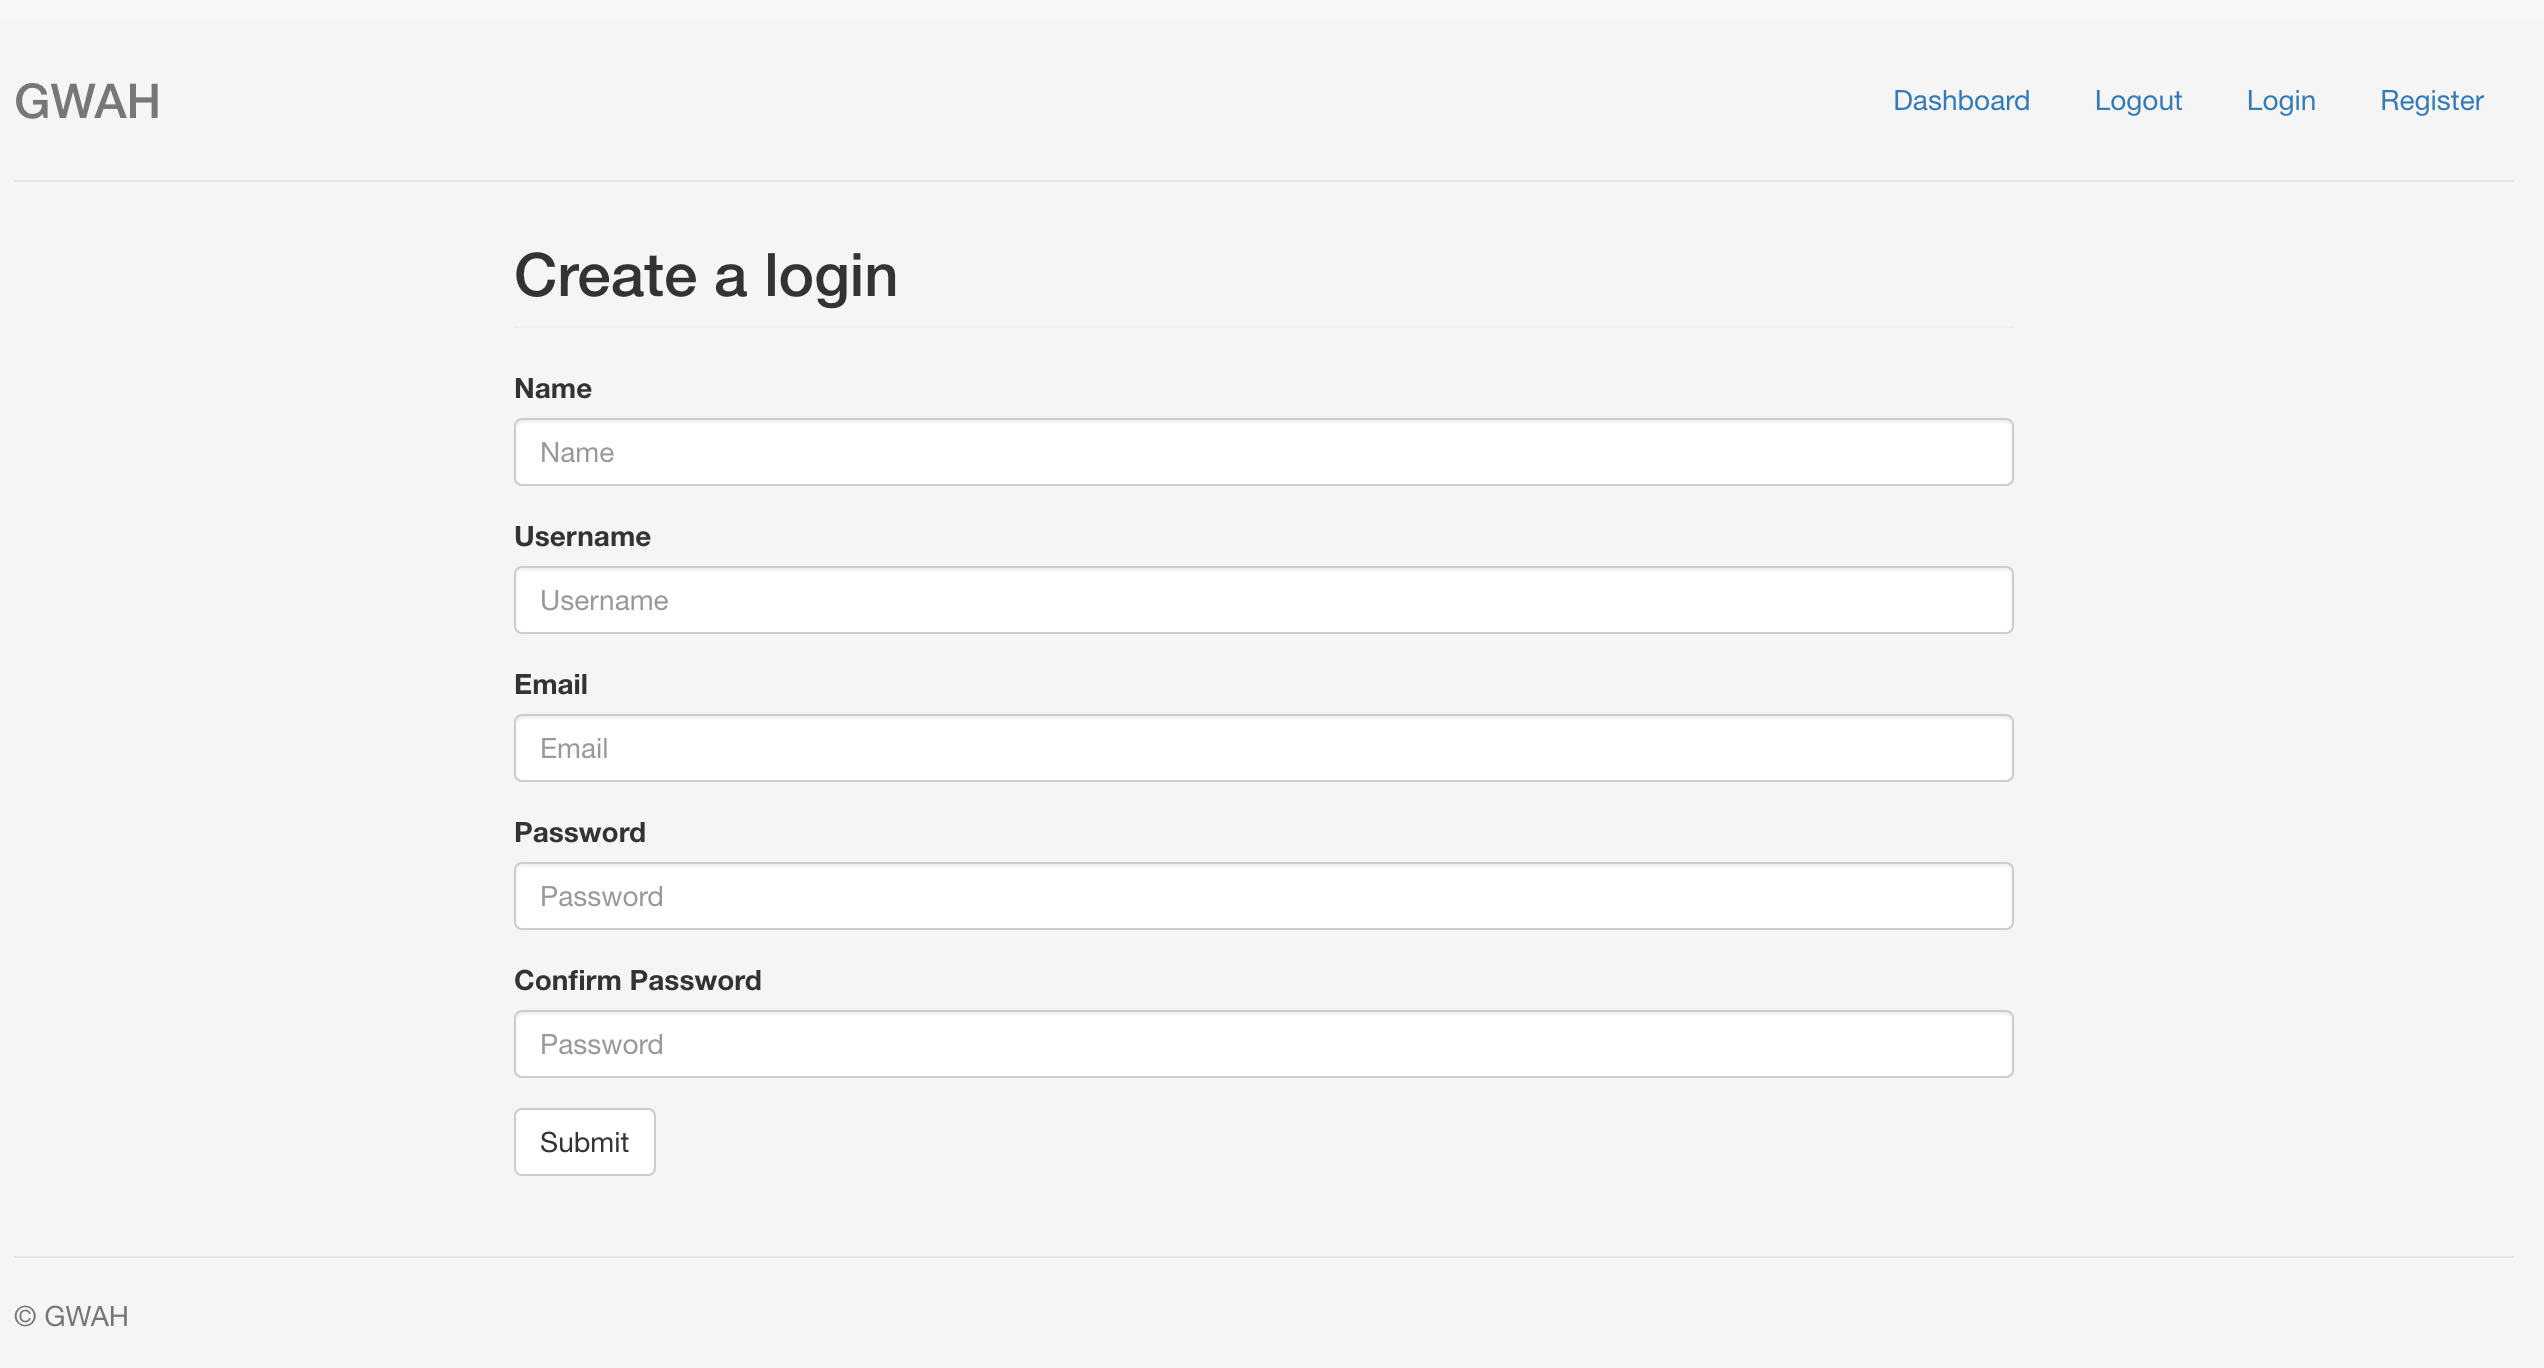 GWAH
Dashboard Logout Login Register
Create a login
Name
Name
Username
Username
Email
Email
Password
Password
Confirm Password
Password
Submit
© GWAH